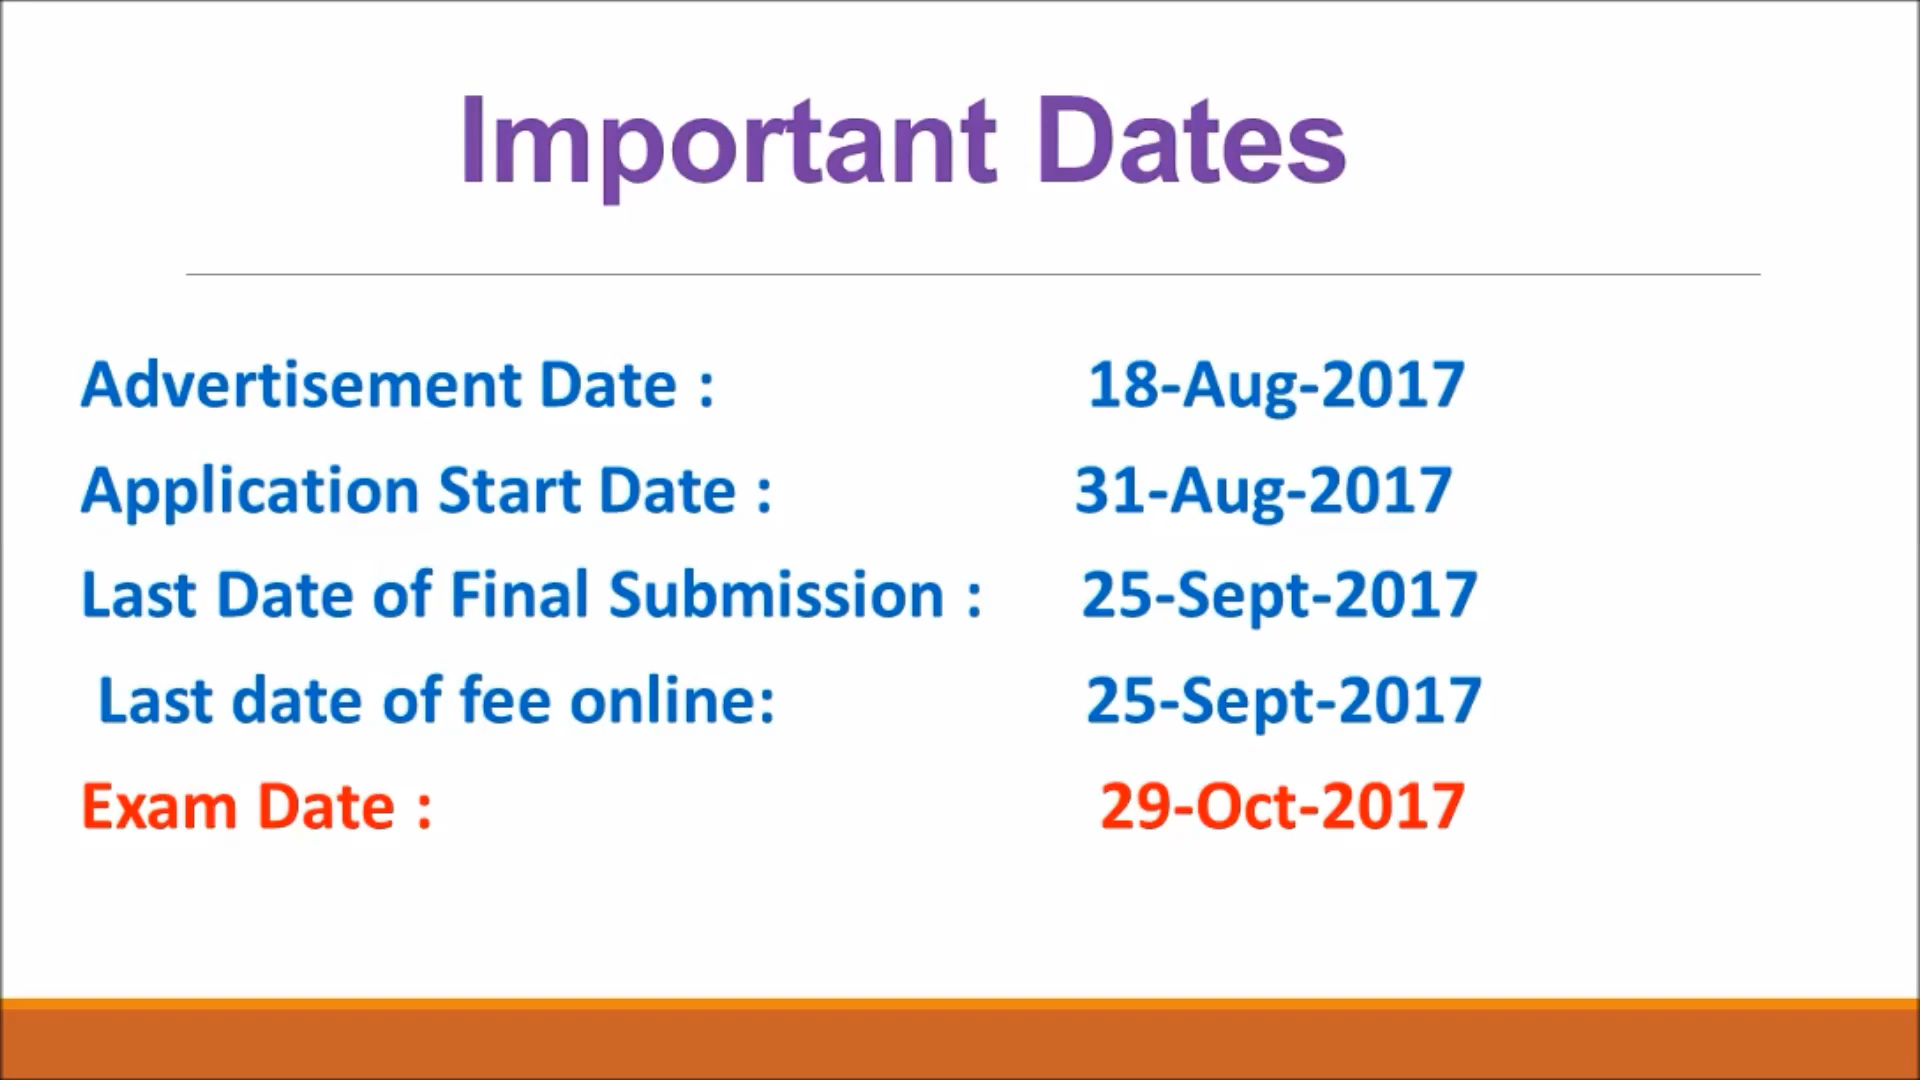 Important Dates
Advertisement Date : 18-Aug-2017
Application Start Date : 31-Aug-2017
Last Date of Final Submission : 25-Sept-2017
Last date of fee online: 25-Sept-2017
Exam Date : 29-Oct-2017